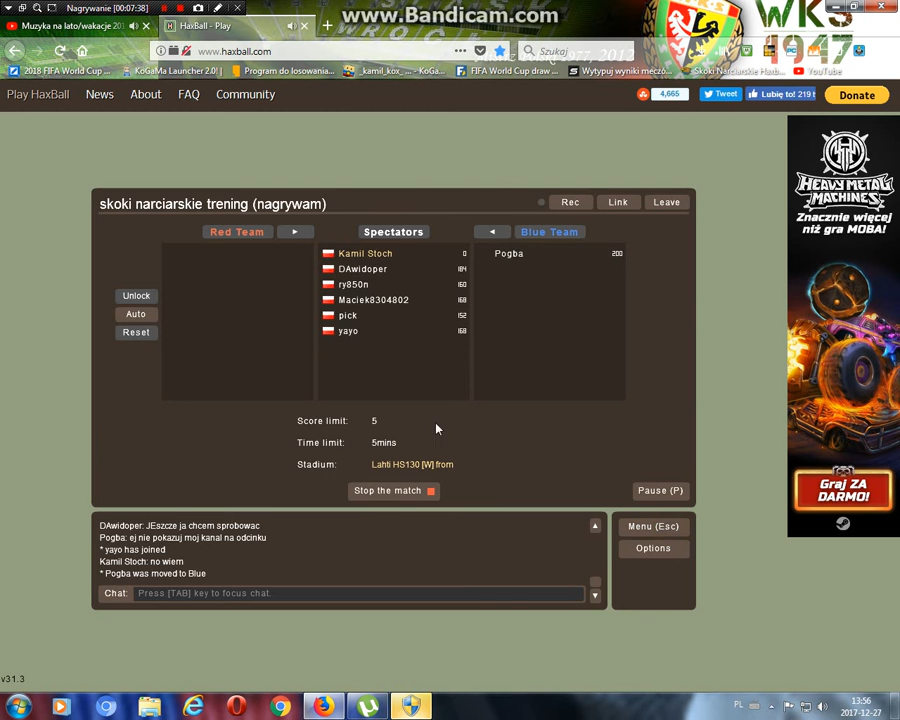 Nagrywanie [00:07:38]
www.Bandicam.com
WKS
1947
Muzyka na lato/wakacje 201
HaxBall - Play
www.haxball.com
Szukaj
2018 FIFA World Cup ...
KoGaMa Launcher 2.0! |
Program do losowania...
_kamil_kox_ - KoGa...
FIFA World Cup draw ...
Wytypuj wyniki meczó...
Skoki Narciarskie Haxb...
YouTube
Play HaxBall
News
About
FAQ
Community
4,665
Tweet
Lubię to! 219 t
Donate
skoki narciarskie trening (nagrywam)
Rec
Link
Leave
Red Team
Spectators
Blue Team
Kamil Stoch 0
Pogba 200
DAwidoper 184
ry850n 160
Maciek8304802 168
pick 152
yayo 168
Unlock
Auto
Reset
Score limit: 5
Time limit: 5mins
Stadium: Lahti HS130 [W] from
Stop the match
Pause (P)
DAwidoper: JEszcze ja chcem sprobowac
Pogba: ej nie pokazuj moj kanal na odcinku
* yayo has joined
Kamil Stoch: no wiem
* Pogba was moved to Blue
Chat: Press [TAB] key to focus chat.
Menu (Esc)
Options
HEAVY METAL
MACHINES
Znacznie więcej
niż gra MOBA!
Graj ZA
DARMO!
v31.3
PL
13:56
2017-12-27